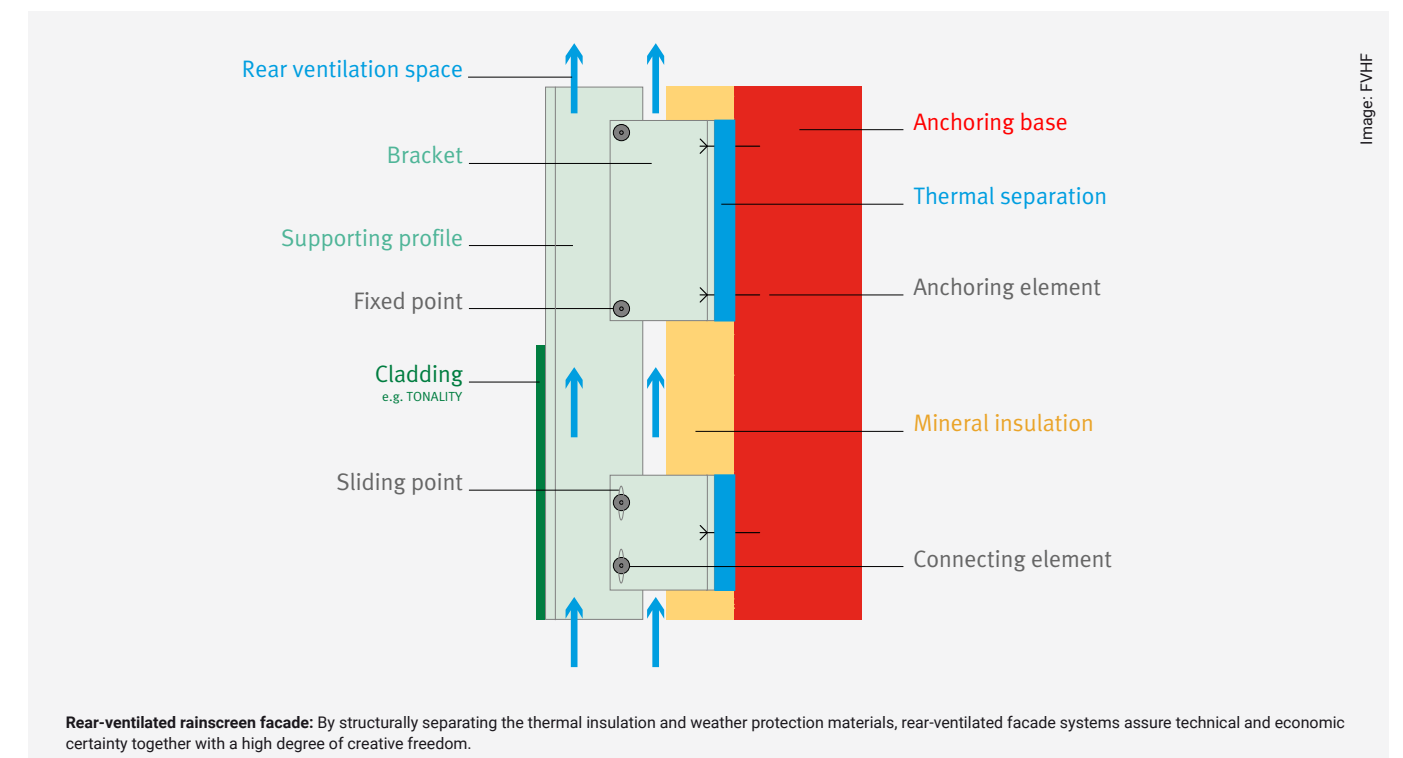 Rear ventilation space
Bracket
Supporting profile
Fixed point
Cladding
e.g. TONALITY
Sliding point
Anchoring base
Thermal separation
Anchoring element
Mineral insulation
Connecting element
Image: FVHF
Rear-ventilated rainscreen facade: By structurally separating the thermal insulation and weather protection materials, rear-ventilated facade systems assure technical and economic
certainty together with a high degree of creative freedom.